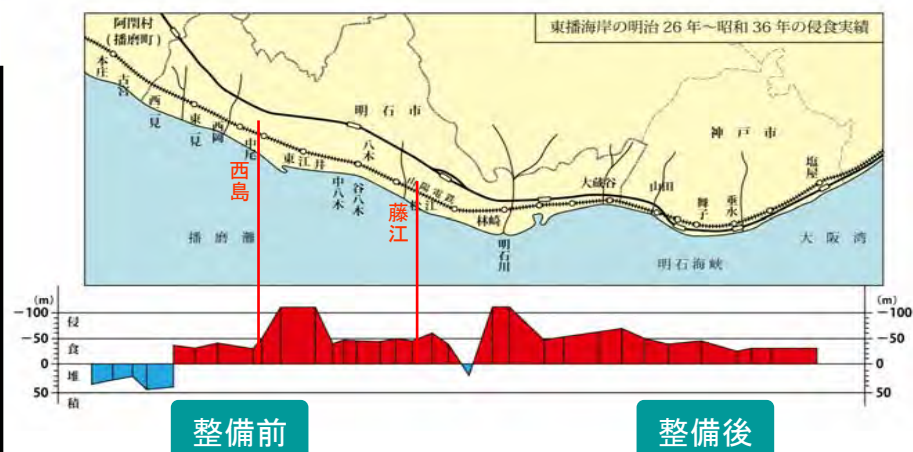 東播海岸の明治26年～昭和36年の侵食実績
阿閇村
(播磨町)
本庄
古宮
西二見
東二見
西岡
中尾
西島
東江井
明石市
八木
中八木
谷八木
山陽電鉄
松江
藤江
林崎
明石川
大蔵谷
山田
神戸市
舞子
垂水
塩屋
播磨灘
明石海峡
大阪湾
(m)
-100
-50
0
50
侵
食
堆
積
(m)
-100
-50
0
50
整備前
整備後